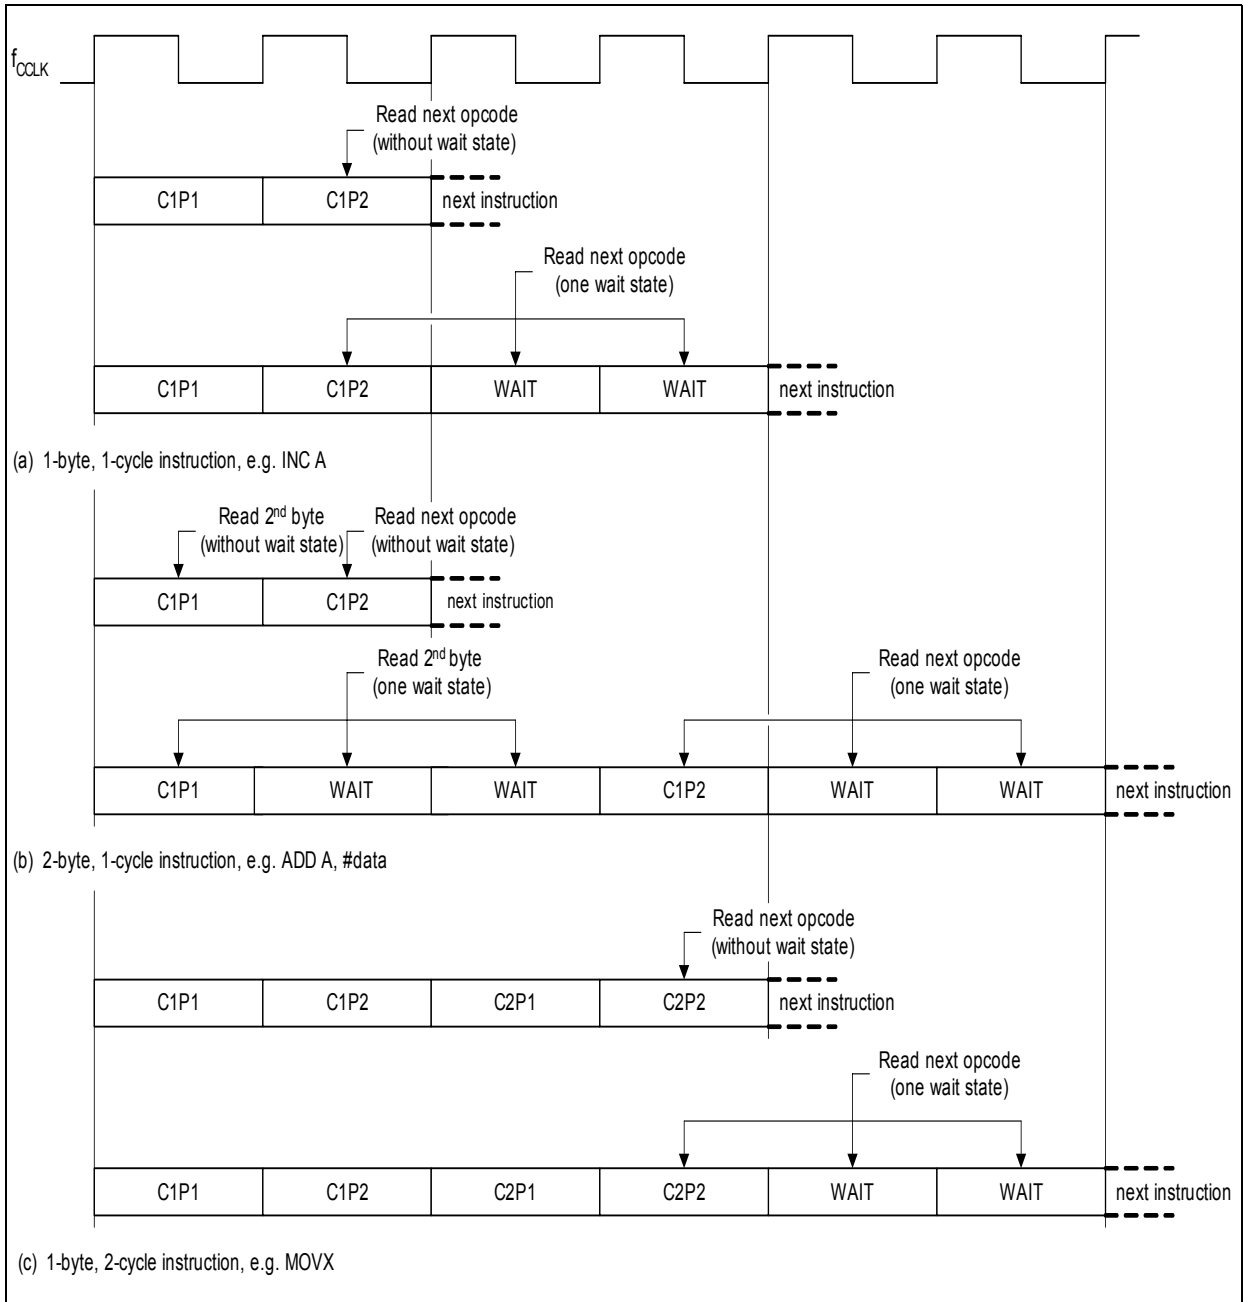 fCCLK
Read next opcode
(without wait state)
C1P1 C1P2 next instruction
Read next opcode
(one wait state)
C1P1 C1P2 WAIT WAIT next instruction
(a) 1-byte, 1-cycle instruction, e.g. INC A
Read 2nd byte Read next opcode
(without wait state) (without wait state)
C1P1 C1P2 next instruction
Read 2nd byte Read next opcode
(one wait state) (one wait state)
C1P1 WAIT WAIT C1P2 WAIT WAIT next instruction
(b) 2-byte, 1-cycle instruction, e.g. ADD A, #data
Read next opcode
(without wait state)
C1P1 C1P2 C2P1 C2P2 next instruction
Read next opcode
(one wait state)
C1P1 C1P2 C2P1 C2P2 WAIT WAIT next instruction
(c) 1-byte, 2-cycle instruction, e.g. MOVX